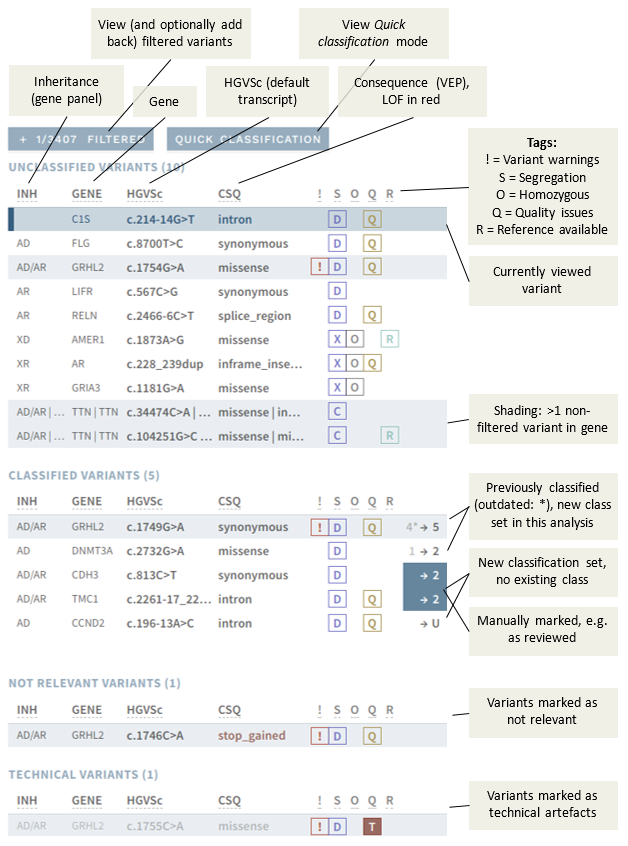 View (and optionally add
back) filtered variants
View Quick
classification mode
Inheritance
(gene panel)
Gene
HGVSc (default
transcript)
Consequence (VEP),
LOF in red
+ 1/3407 FILTERED
QUICK CLASSIFICATION
Tags:
! = Variant warnings
S = Segregation
O = Homozygous
Q = Quality issues
R = Reference available
UNCLASSIFIED VARIANTS (10)
INH GENE HGVSc CSQ ! S O Q R
C1S c.214-14G>T intron D Q
AD FLG c.8700T>C synonymous D Q
AD/AR GRHL2 c.1754G>A missense ! D Q
Currently viewed
variant
AR LIFR c.567C>G synonymous D
AR RELN c.2466-6C>T splice_region D Q
XD AMER1 c.1873A>G missense X O R
XR AR c.228_239dup inframe_inse... X O Q
XR GRIA3 c.1181G>A missense X O
AD/AR | ... TTN | TTN c.34474C>A | ... missense | in... C
AD/AR | ... TTN | TTN c.104251G>C ... missense | mi... C R
Shading: >1 non-
filtered variant in gene
CLASSIFIED VARIANTS (5)
INH GENE HGVSc CSQ ! S O Q R
AD/AR GRHL2 c.1749G>A synonymous ! D Q 4* → 5
AD DNMT3A c.2732G>A missense D 1 → 2
AD/AR CDH3 c.813C>T synonymous D → 2
AD/AR TMC1 c.2261-17_22... intron D Q → 2
AD CCND2 c.196-13A>C intron D Q → U
Previously classified
(outdated: *), new class
set in this analysis
New classification set,
no existing class
Manually marked, e.g.
as reviewed
NOT RELEVANT VARIANTS (1)
INH GENE HGVSc CSQ ! S O Q R
AD/AR GRHL2 c.1746C>A stop_gained ! D Q
Variants marked as
not relevant
TECHNICAL VARIANTS (1)
INH GENE HGVSc CSQ ! S O Q R
AD/AR GRHL2 c.1755C>A missense ! D T
Variants marked as
technical artefacts